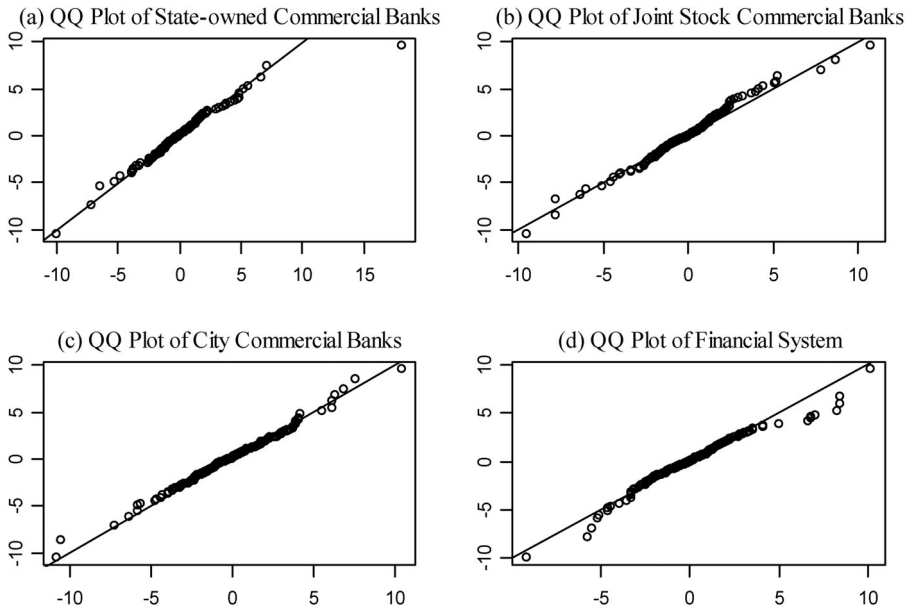 (a) QQ Plot of State-owned Commercial Banks
10
5
0
-5
-10
-10 -5 0 5 10 15
(b) QQ Plot of Joint Stock Commercial Banks
10
5
0
-5
-10
-10 -5 0 5 10
(c) QQ Plot of City Commercial Banks
10
5
0
-5
-10
-10 -5 0 5 10
(d) QQ Plot of Financial System
10
5
0
-5
-10
-5 0 5 10